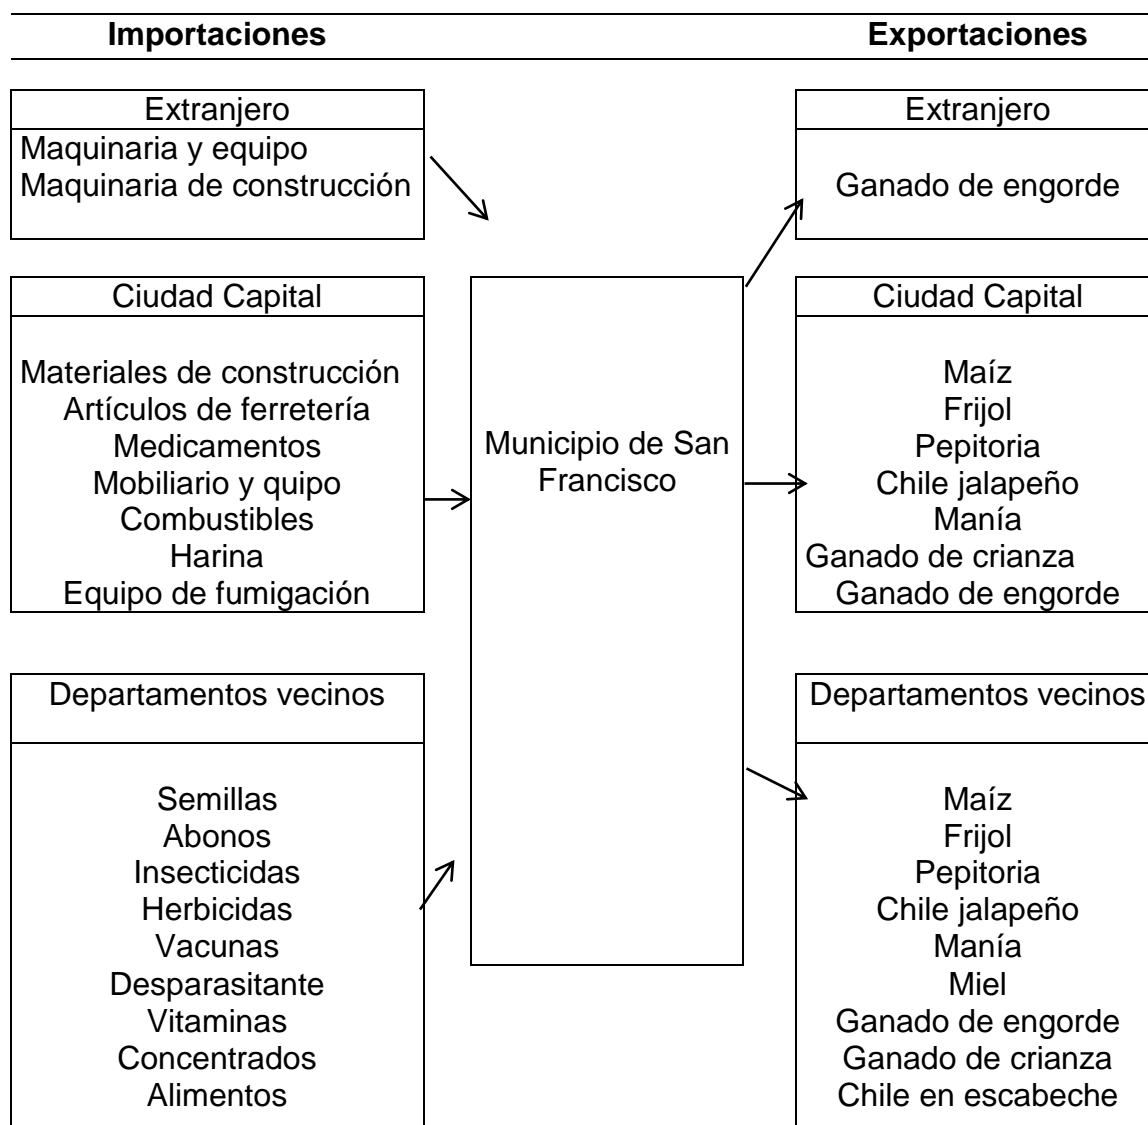 Importaciones
Exportaciones
Extranjero
Maquinaria y equipo
Maquinaria de construcción
Extranjero
Ganado de engorde
Ciudad Capital
Materiales de construcción
Artículos de ferretería
Medicamentos
Mobiliario y quipo
Combustibles
Harina
Equipo de fumigación
Municipio de San
Francisco
Ciudad Capital
Maíz
Frijol
Pepitoria
Chile jalapeño
Manía
Ganado de crianza
Ganado de engorde
Departamentos vecinos
Semillas
Abonos
Insecticidas
Herbicidas
Vacunas
Desparasitante
Vitaminas
Concentrados
Alimentos
Departamentos vecinos
Maíz
Frijol
Pepitoria
Chile jalapeño
Manía
Miel
Ganado de engorde
Ganado de crianza
Chile en escabeche